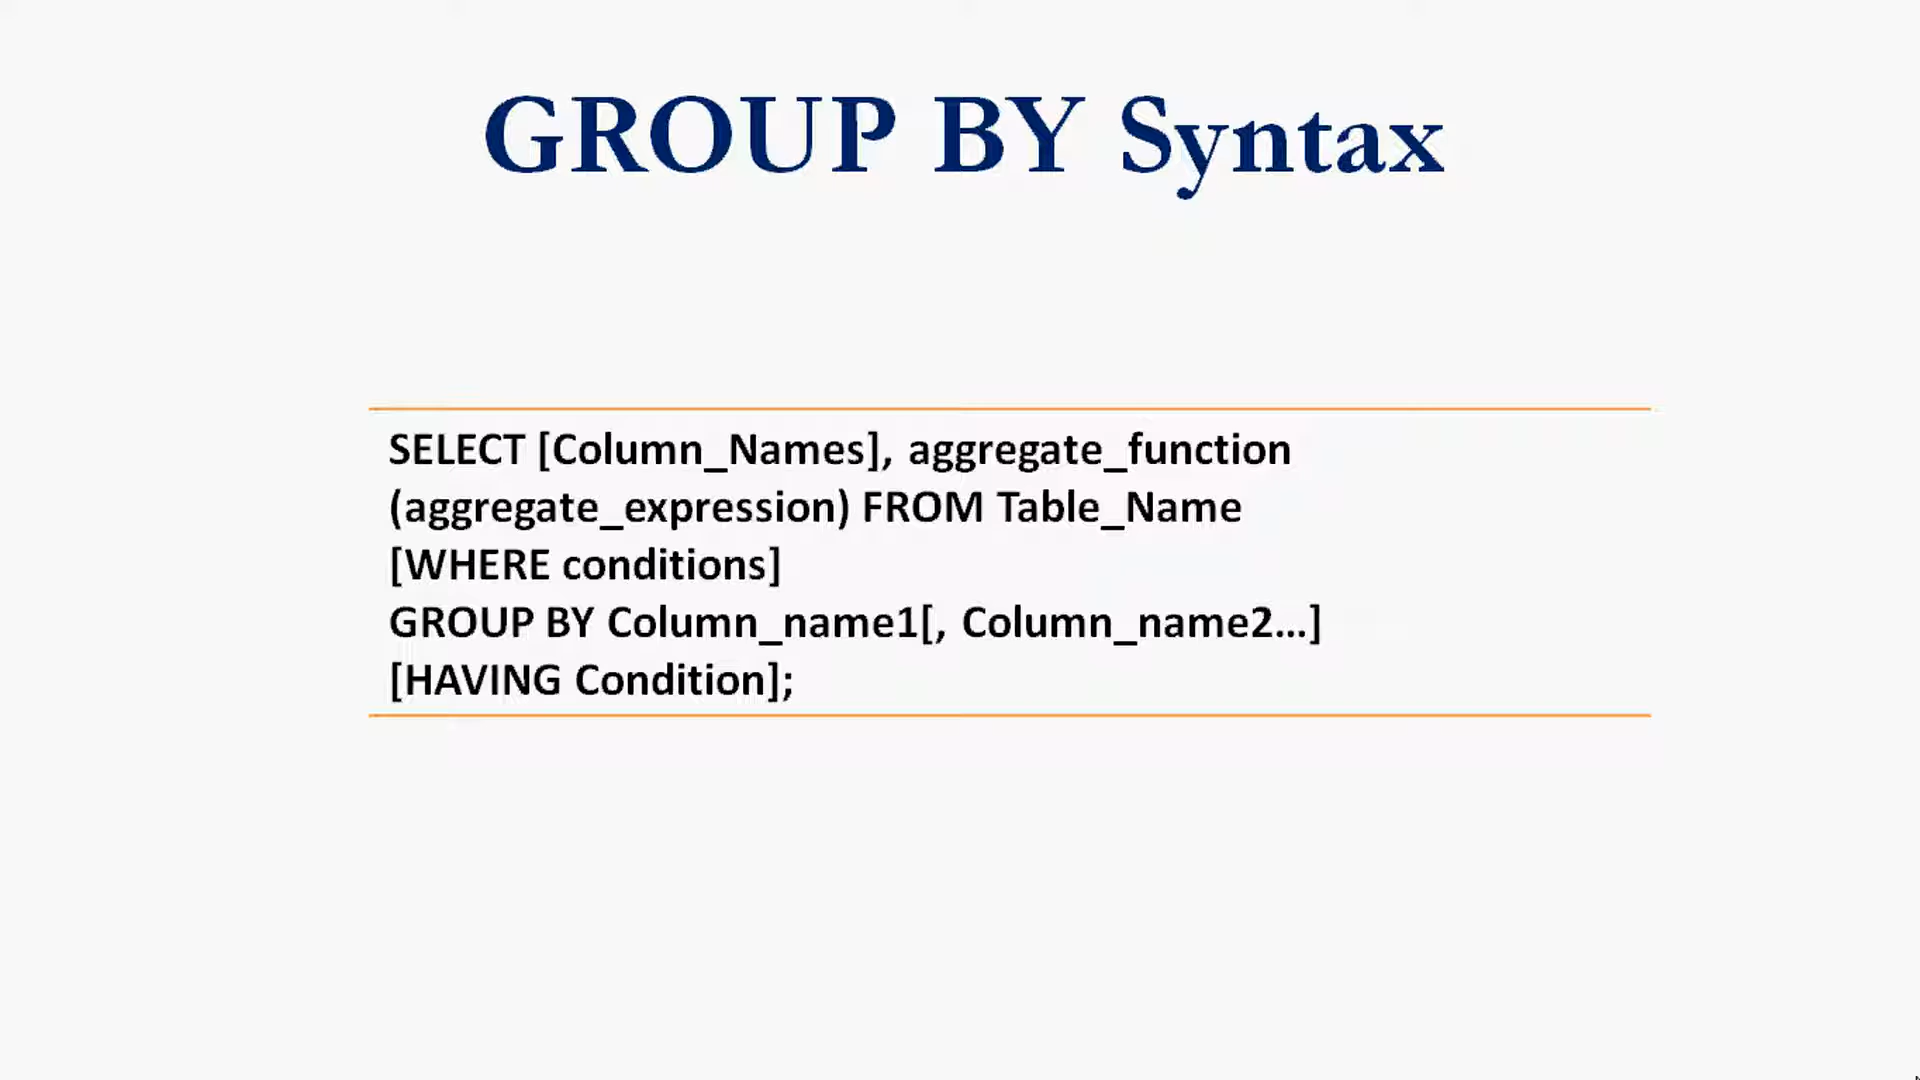 GROUP BY Syntax
SELECT [Column_Names], aggregate_function
(aggregate_expression) FROM Table_Name
[WHERE conditions]
GROUP BY Column_name1[, Column_name2...]
[HAVING Condition];